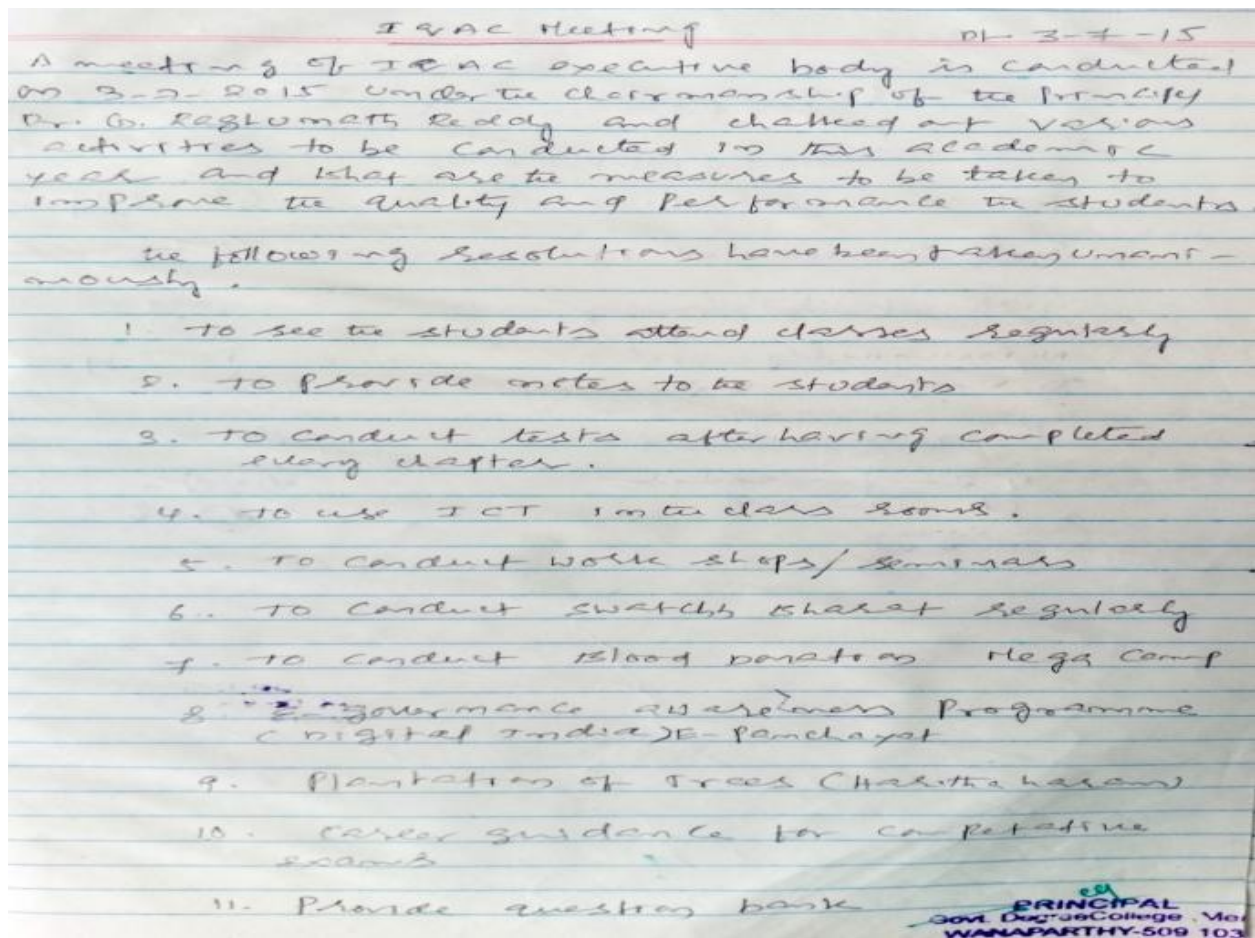 IQAC Meeting Dt- 3-7-15
A meeting of IQAC executive body is conducted
on 3-7-2015 under the chairmanship of the Principal
Dr. G. Raghunath Reddy and chalked out various
activities to be conducted in this academic
year and what are the measures to be taken to
improve the quality and performance the students
the following resolutions have been taken unani-
mously.
1. To see the students attend classes regularly
2. To provide notes to the students
3. To conduct tests after having completed
every chapter.
4. To use ICT in the class rooms.
5. To conduct work shops/ seminars
6. To conduct swatchh Bharat regularly
7. To conduct Blood Donation Mega Camp
8. E-governance awareness Programme
(Digital India) E-Panchayat
9. Plantation of Trees (Harithaharam)
10. career guidance for competative
exams
11. Provide question bank
PRINCIPAL
Govt. Degree College
WANAPARTHY-509 103